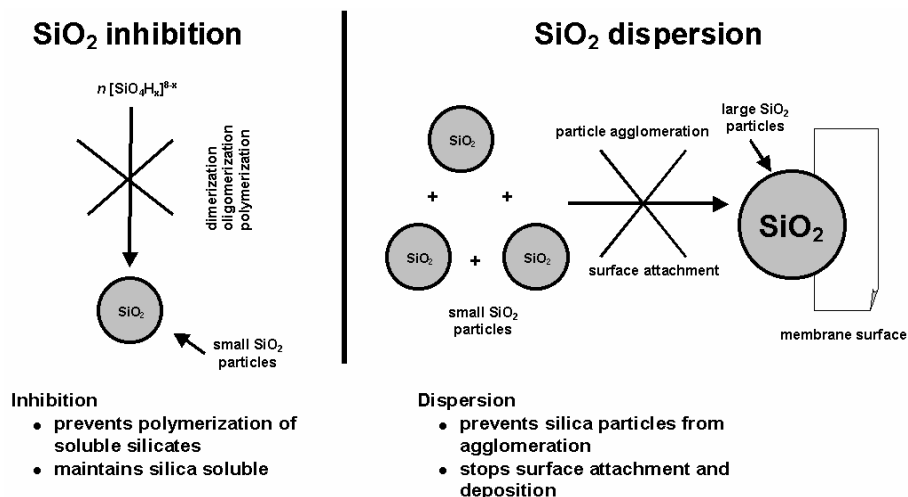 SiO₂ inhibition
n [SiO₄Hₓ]⁸⁻ˣ
dimerization
oligomerization
polymerization
SiO₂
small SiO₂
particles
Inhibition
• prevents polymerization of
soluble silicates
• maintains silica soluble
SiO₂ dispersion
SiO₂
+ +
SiO₂ + SiO₂
small SiO₂
particles
particle agglomeration
surface attachment
large SiO₂
particles
SiO₂
membrane surface
Dispersion
• prevents silica particles from
agglomeration
• stops surface attachment and
deposition